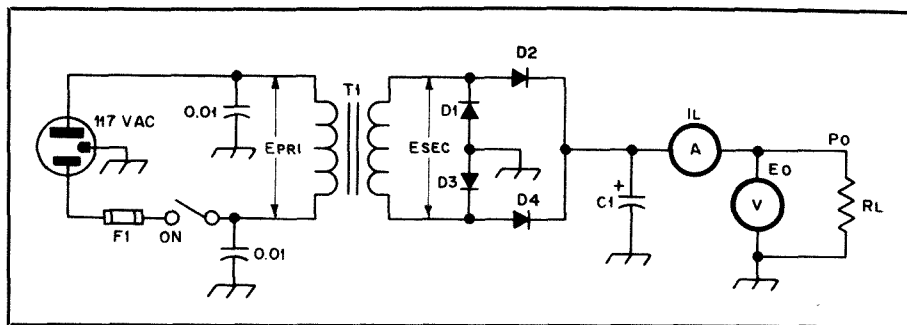 117 VAC
F1
ON
0.01
0.01
EPRI
T1
ESEC
D1
D3
D2
D4
C1
+
IL
A
EO
V
PO
RL